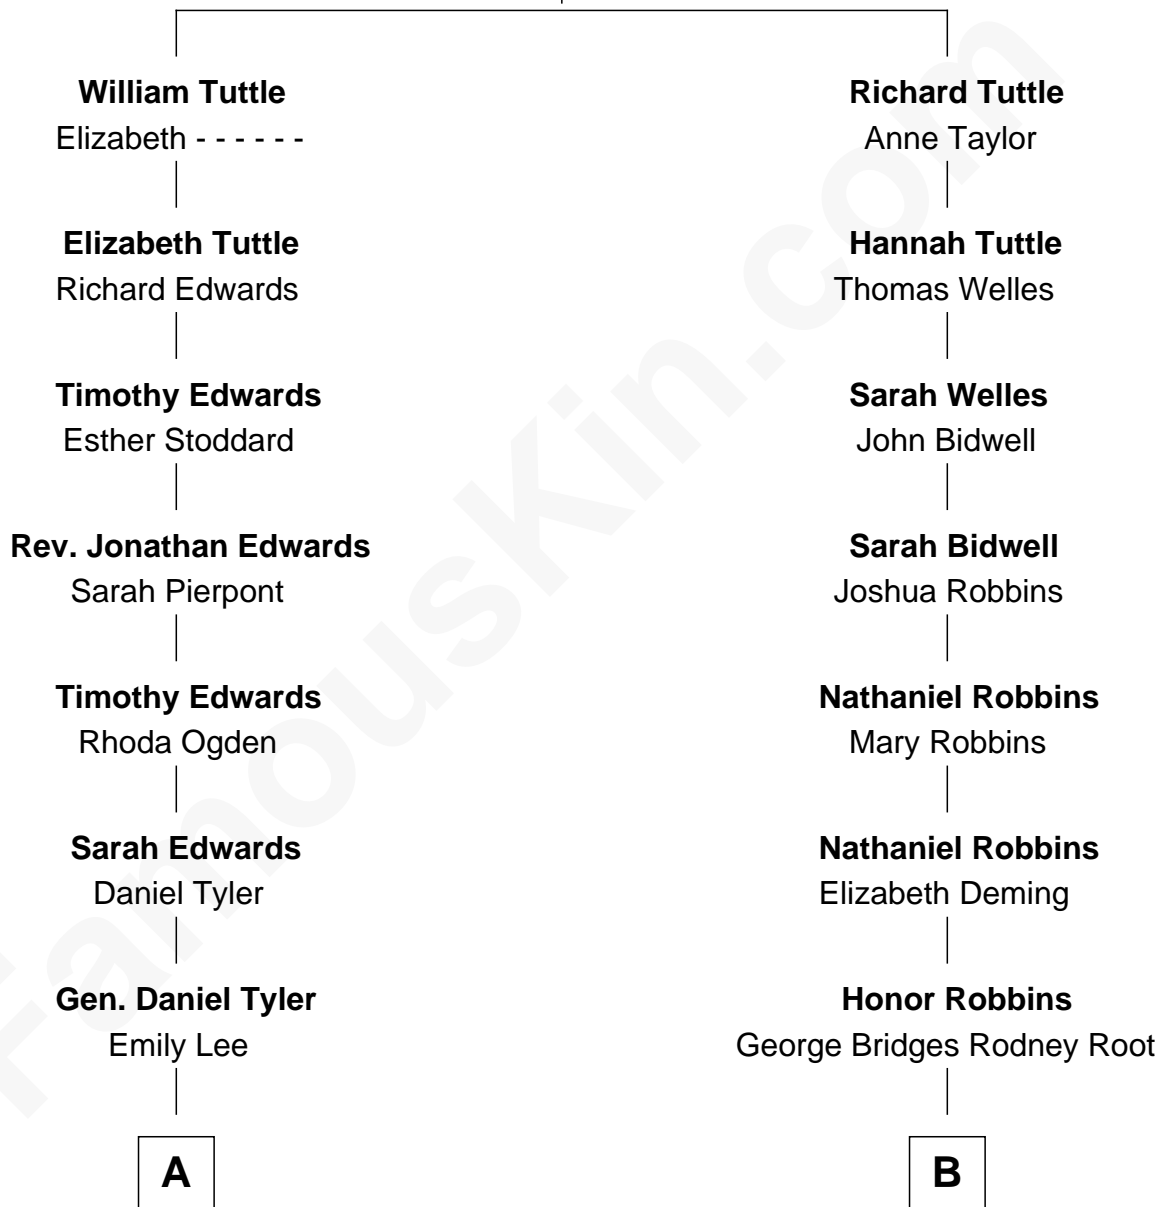 William Tuttle
Elizabeth - - - - - -
Elizabeth Tuttle
Richard Edwards
Timothy Edwards
Esther Stoddard
Rev. Jonathan Edwards
Sarah Pierpont
Timothy Edwards
Rhoda Ogden
Sarah Edwards
Daniel Tyler
Gen. Daniel Tyler
Emily Lee
A
Richard Tuttle
Anne Taylor
Hannah Tuttle
Thomas Welles
Sarah Welles
John Bidwell
Sarah Bidwell
Joshua Robbins
Nathaniel Robbins
Mary Robbins
Nathaniel Robbins
Elizabeth Deming
Honor Robbins
George Bridges Rodney Root
B
FamousKin.com